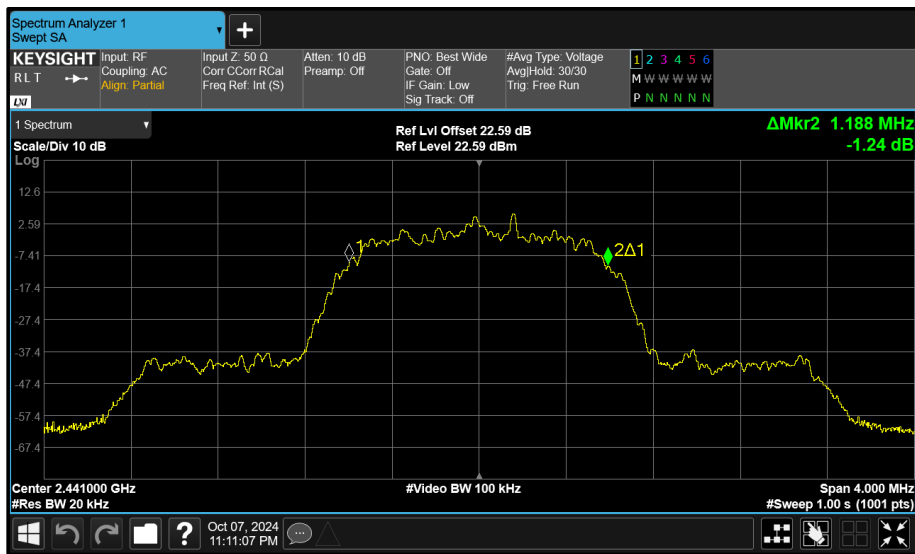 Spectrum Analyzer 1
Swept SA
KEYSIGHT
R L T
LXI
Input: RF
Coupling: AC
Align: Partial
Input Z: 50 Ω
Corr CCorr RCal
Freq Ref: Int (S)
Atten: 10 dB
Preamp: Off
PNO: Best Wide
Gate: Off
IF Gain: Low
Sig Track: Off
#Avg Type: Voltage
Avg|Hold: 30/30
Trig: Free Run
1 2 3 4 5 6
M W W W W W
P N N N N N
1 Spectrum
Scale/Div 10 dB
Ref Lvl Offset 22.59 dB
Ref Level 22.59 dBm
ΔMkr2 1.188 MHz
-1.24 dB
Log
12.6
2.59
-7.41
-17.4
-27.4
-37.4
-47.4
-57.4
-67.4
1
2Δ1
Center 2.441000 GHz
#Video BW 100 kHz
Span 4.000 MHz
#Res BW 20 kHz
#Sweep 1.00 s (1001 pts)
?
Oct 07, 2024
11:11:07 PM